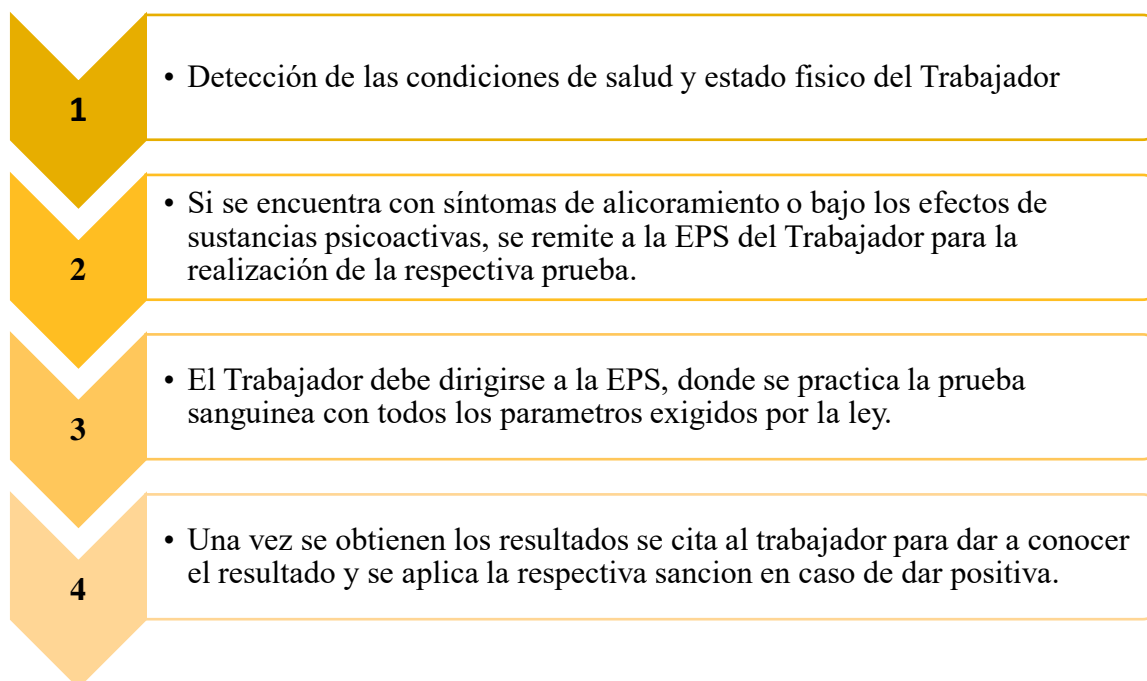 1
• Detección de las condiciones de salud y estado fisico del Trabajador
2
• Si se encuentra con síntomas de alicoramiento o bajo los efectos de
sustancias psicoactivas, se remite a la EPS del Trabajador para la
realización de la respectiva prueba.
3
• El Trabajador debe dirigirse a la EPS, donde se practica la prueba
sanguinea con todos los parametros exigidos por la ley.
4
• Una vez se obtienen los resultados se cita al trabajador para dar a conocer
el resultado y se aplica la respectiva sancion en caso de dar positiva.